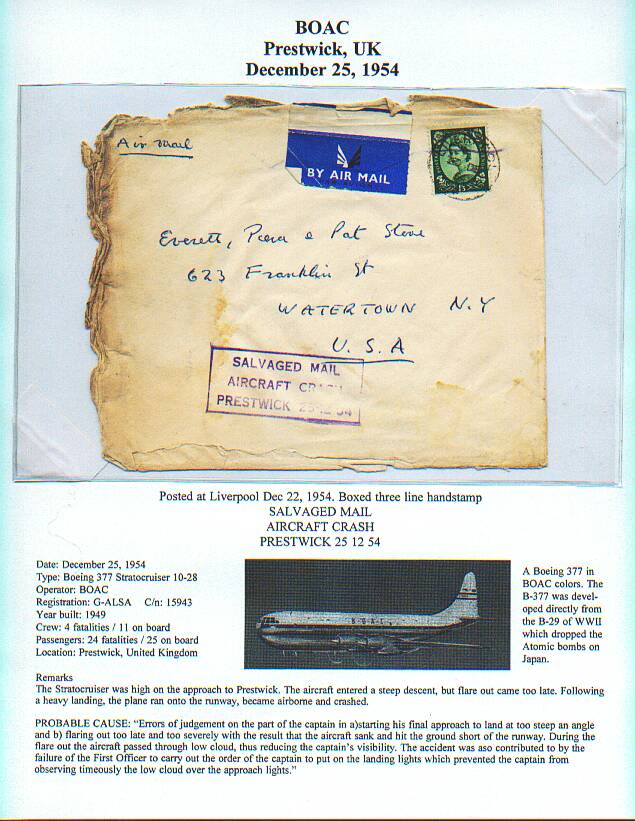 BOAC
Prestwick, UK
December 25, 1954
Air Mail
BY AIR MAIL
Everett, & Pat Stone
623 Franklin St
WATERTOWN N.Y
U.S.A
SALVAGED MAIL
AIRCRAFT
PRESTWICK 25 12 54
Posted at Liverpool Dec 22, 1954. Boxed three line handstamp
SALVAGED MAIL
AIRCRAFT CRASH
PRESTWICK 25 12 54
Date: December 25, 1954
Type: Boeing 377 Stratocruiser 10-28
Operator: BOAC
Registration: G-ALSA C/n: 15943
Year built: 1949
Crew: 4 fatalities / 11 on board
Passengers: 24 fatalities / 25 on board
Location: Prestwick, United Kingdom
B O A C
A Boeing 377 in
BOAC colors. The
B-377 was devel-
oped directly from
the B-29 of WWII
which dropped the
Atomic bombs on
Japan.
Remarks
The Stratocruiser was high on the approach to Prestwick. The aircraft entered a steep descent, but flare out came too late. Following
a heavy landing, the plane ran onto the runway, became airborne and crashed.
PROBABLE CAUSE: "Errors of judgement on the part of the captain in a)starting his final approach to land at too steep an angle
and b) flaring out too late and too severely with the result that the aircraft sank and hit the ground short of the runway. During the
flare out the aircraft passed through low cloud, thus reducing the captain's visibility. The accident was aso contributed to by the
failure of the First Officer to carry out the order of the captain to put on the landing lights which prevented the captain from
observing timeously the low cloud over the approach lights."